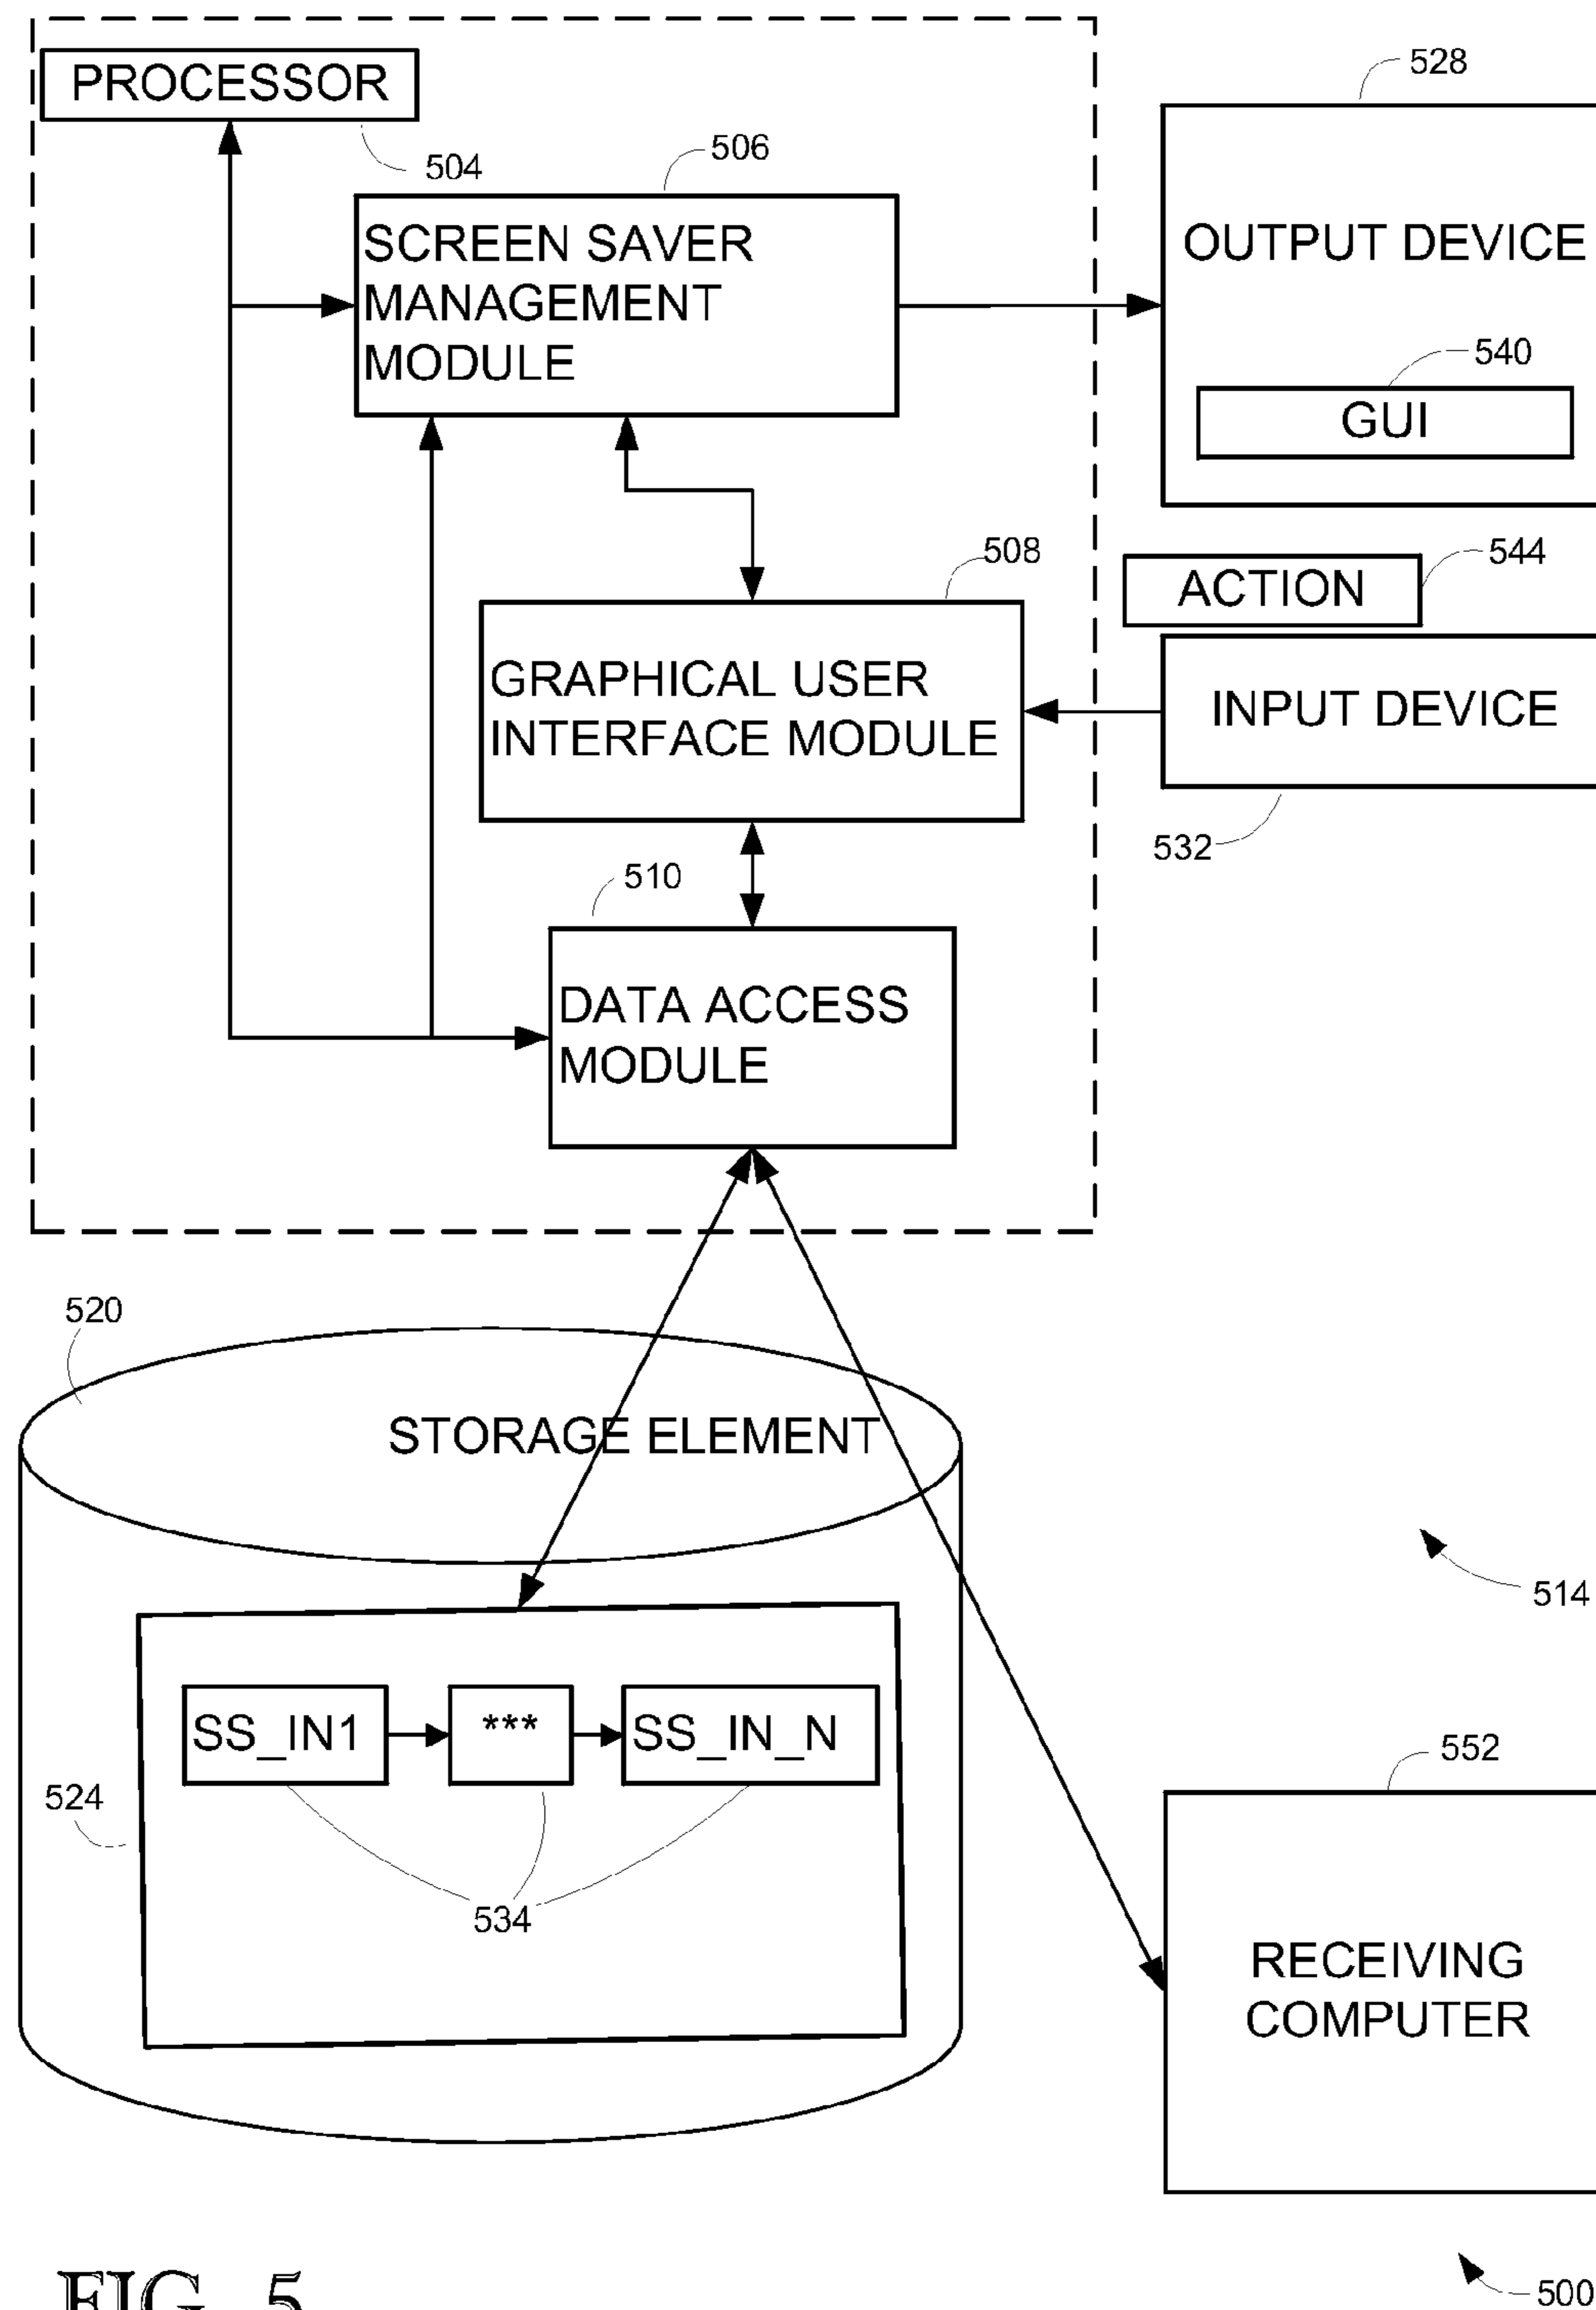 PROCESSOR
504
506
528
SCREEN SAVER
MANAGEMENT
MODULE
OUTPUT DEVICE
540
GUI
508
544
ACTION
GRAPHICAL USER
INTERFACE MODULE
INPUT DEVICE
532
510
DATA ACCESS
MODULE
520
STORAGE ELEMENT
514
SS_IN1
***
SS_IN_N
524
534
552
RECEIVING
COMPUTER
500
FIG. 5